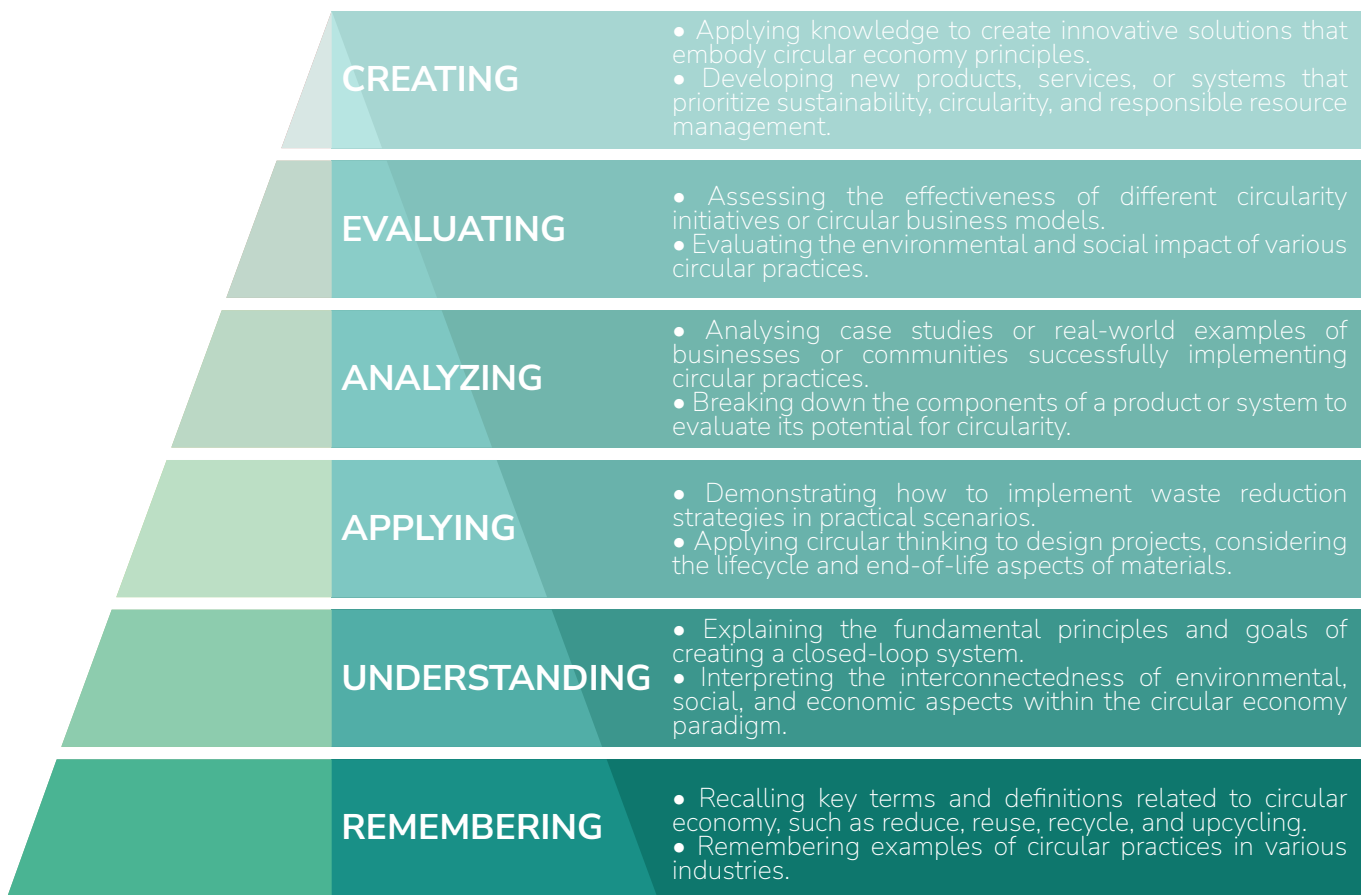 CREATING
• Applying knowledge to create innovative solutions that
embody circular economy principles.
• Developing new products, services, or systems that
prioritize sustainability, circularity, and responsible resource
management.
EVALUATING
• Assessing the effectiveness of different circularity
initiatives or circular business models.
• Evaluating the environmental and social impact of various
circular practices.
ANALYZING
• Analysing case studies or real-world examples of
businesses or communities successfully implementing
circular practices.
• Breaking down the components of a product or system to
evaluate its potential for circularity.
APPLYING
• Demonstrating how to implement waste reduction
strategies in practical scenarios.
• Applying circular thinking to design projects, considering
the lifecycle and end-of-life aspects of materials.
UNDERSTANDING
• Explaining the fundamental principles and goals of
creating a closed-loop system.
• Interpreting the interconnectedness of environmental,
social, and economic aspects within the circular economy
paradigm.
REMEMBERING
• Recalling key terms and definitions related to circular
economy, such as reduce, reuse, recycle, and upcycling.
• Remembering examples of circular practices in various
industries.